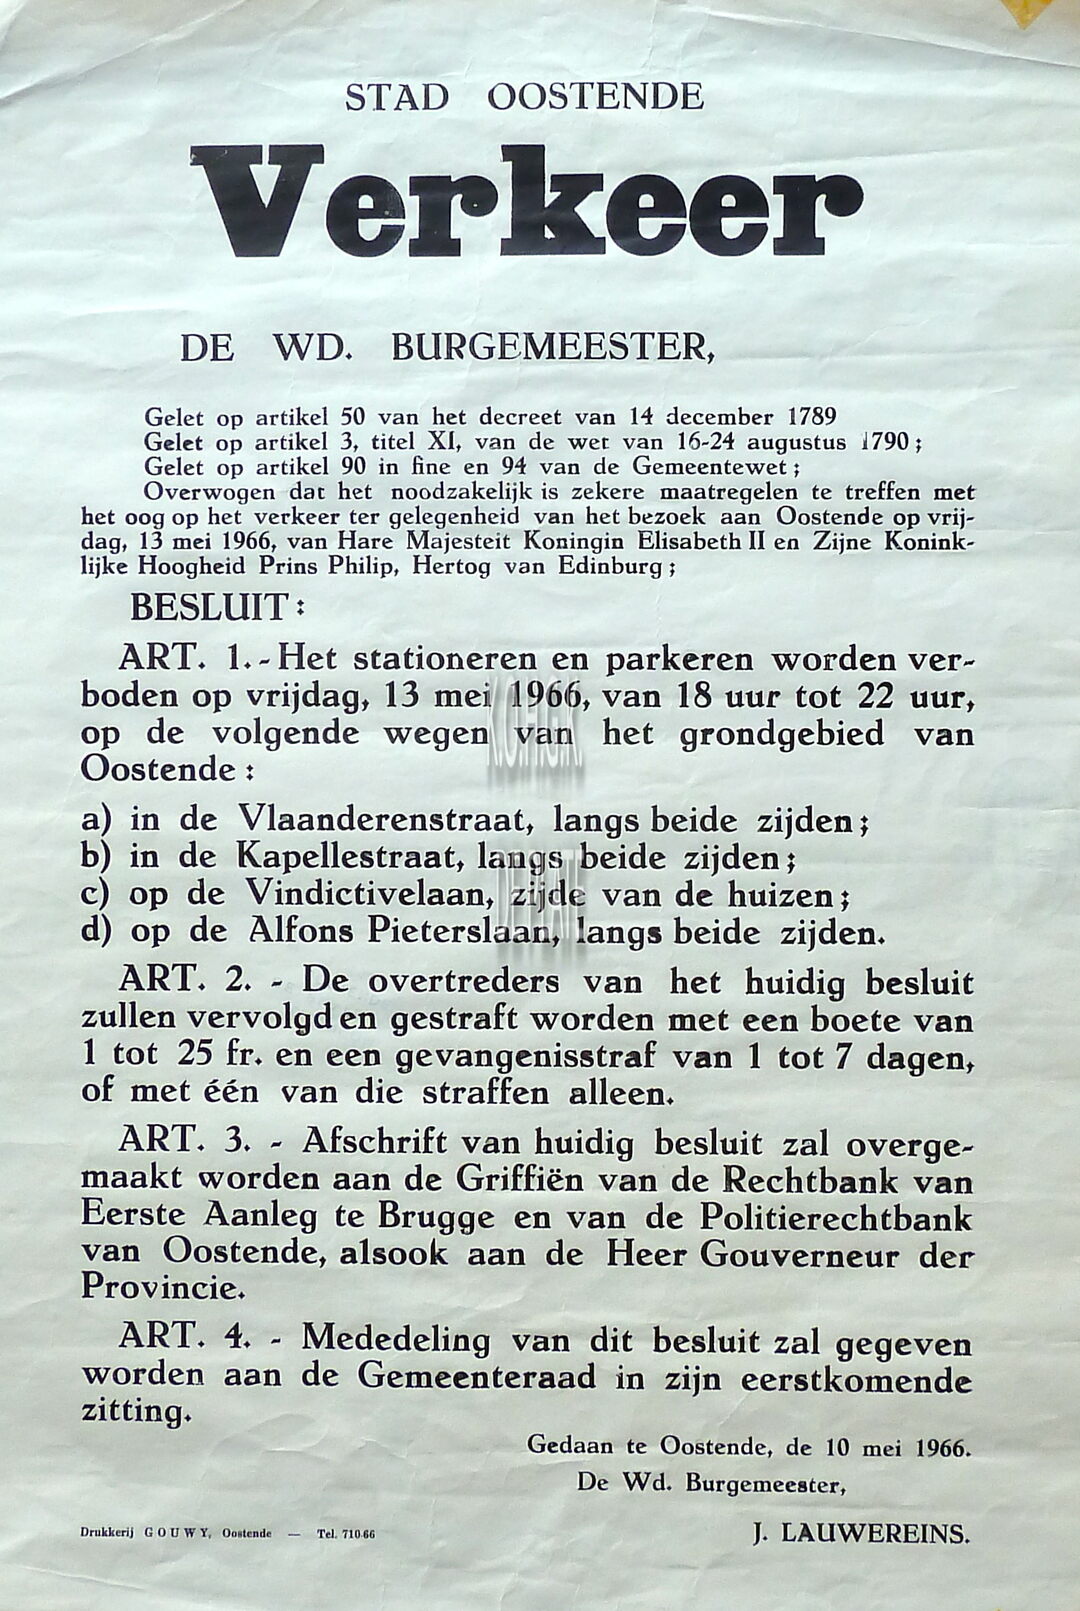 STAD OOSTENDE
Verkeer
DE WD. BURGEMEESTER,
Gelet op artikel 50 van het decreet van 14 december 1789
Gelet op artikel 3, titel XI, van de wet van 16-24 augustus 1790;
Gelet op artikel 90 in fine en 94 van de Gemeentewet;
Overwogen dat het noodzakelijk is zekere maatregelen te treffen met
het oog op het verkeer ter gelegenheid van het bezoek aan Oostende op vrij-
dag, 13 mei 1966, van Hare Majesteit Koningin Elisabeth II en Zijne Konink-
lijke Hoogheid Prins Philip, Hertog van Edinburg;
BESLUIT:
ART. 1.-Het stationeren en parkeren worden ver-
boden op vrijdag, 13 mei 1966, van 18 uur tot 22 uur,
op de volgende wegen van het grondgebied van
Oostende:
a) in de Vlaanderenstraat, langs beide zijden;
b) in de Kapellestraat, langs beide zijden;
c) op de Vindictivelaan, zijde van de huizen;
d) op de Alfons Pieterslaan, langs beide zijden.
ART. 2. - De overtreders van het huidig besluit
zullen vervolgd en gestraft worden met een boete van
1 tot 25 fr. en een gevangenisstraf van 1 tot 7 dagen,
of met één van die straffen alleen.
ART. 3. - Afschrift van huidig besluit zal overge-
maakt worden aan de Griffiën van de Rechtbank van
Eerste Aanleg te Brugge en van de Politierechtbank
van Oostende, alsook aan de Heer Gouverneur der
Provincie.
ART. 4. - Mededeling van dit besluit zal gegeven
worden aan de Gemeenteraad in zijn eerstkomende
zitting.
Gedaan te Oostende, de 10 mei 1966.
De Wd. Burgemeester,
J. LAUWEREINS.
Drukkerij GOUWY, Oostende — Tel. 710.66
K.O.H.G.K.
DE PLATE